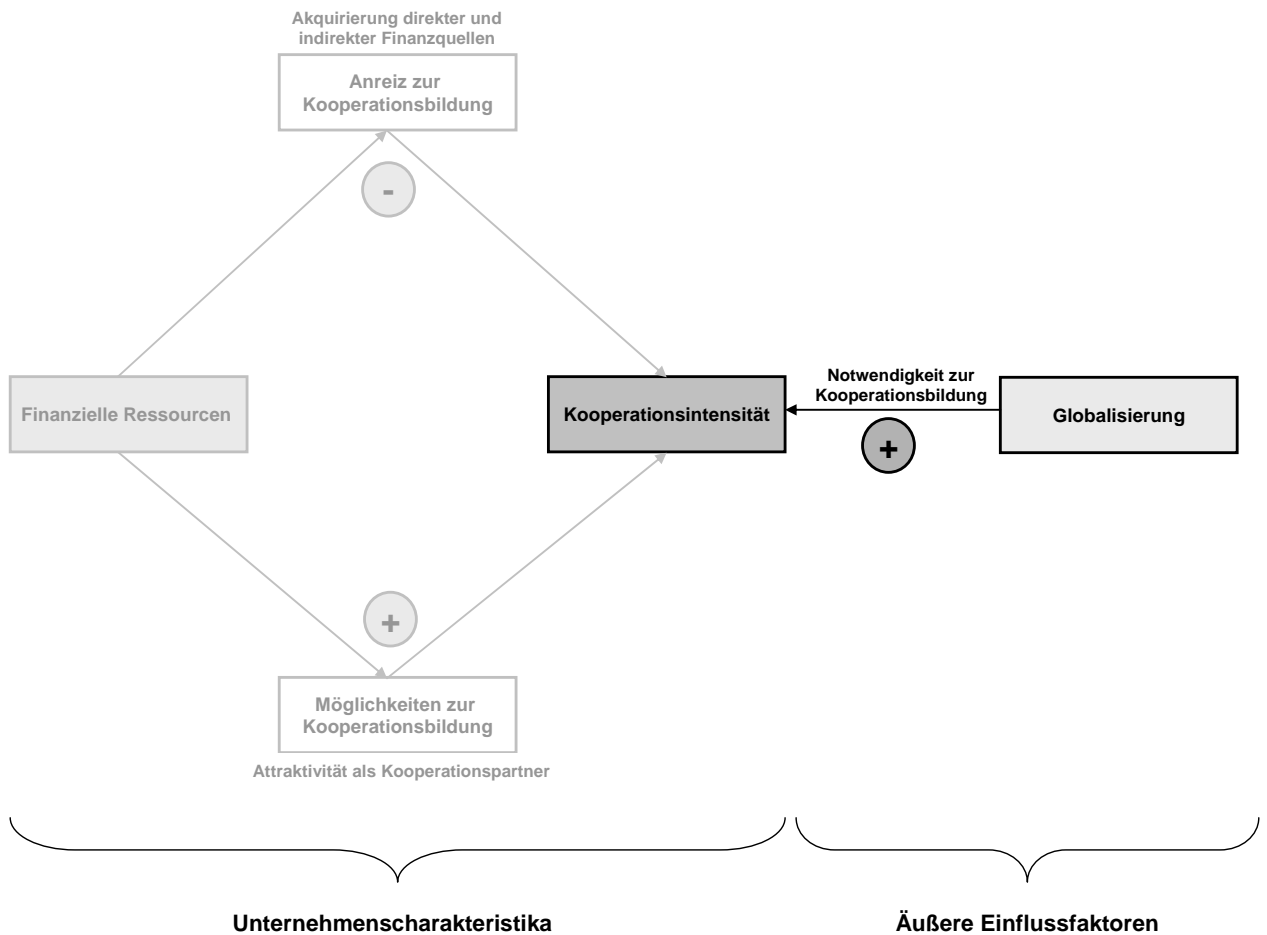 Akquirierung direkter und
indirekter Finanzquellen
Anreiz zur
Kooperationsbildung
-
Finanzielle Ressourcen
Kooperationsintensität
Notwendigkeit zur
Kooperationsbildung
+
Globalisierung
+
Möglichkeiten zur
Kooperationsbildung
Attraktivität als Kooperationspartner
Unternehmenscharakteristika
Äußere Einflussfaktoren